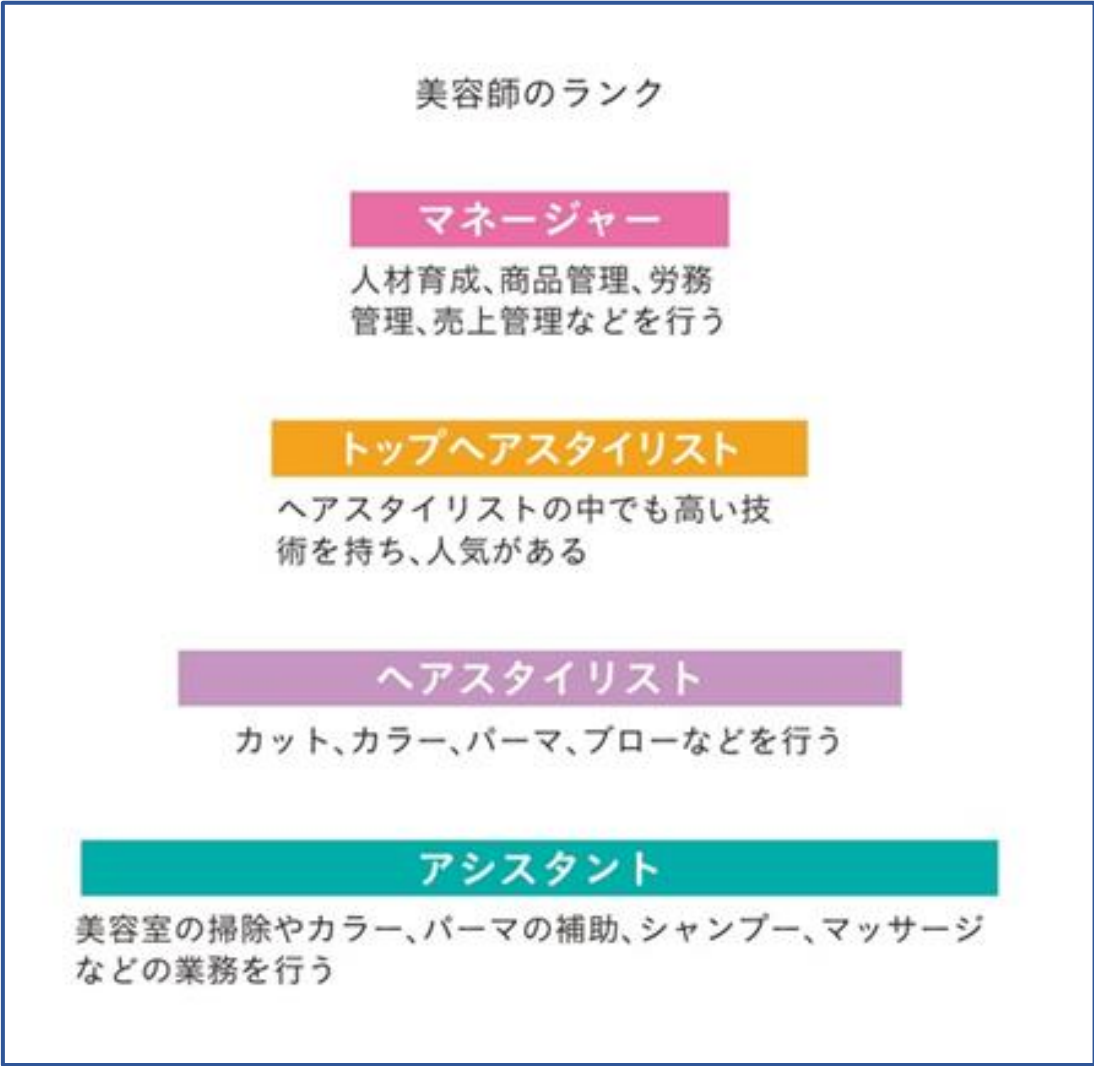 美容師のランク
マネージャー
人材育成、商品管理、労務
管理、売上管理などを行う
トップヘアスタイリスト
ヘアスタイリストの中でも高い技
術を持ち、人気がある
ヘアスタイリスト
カット、カラー、パーマ、ブローなどを行う
アシスタント
美容室の掃除やカラー、パーマの補助、シャンプー、マッサージ
などの業務を行う